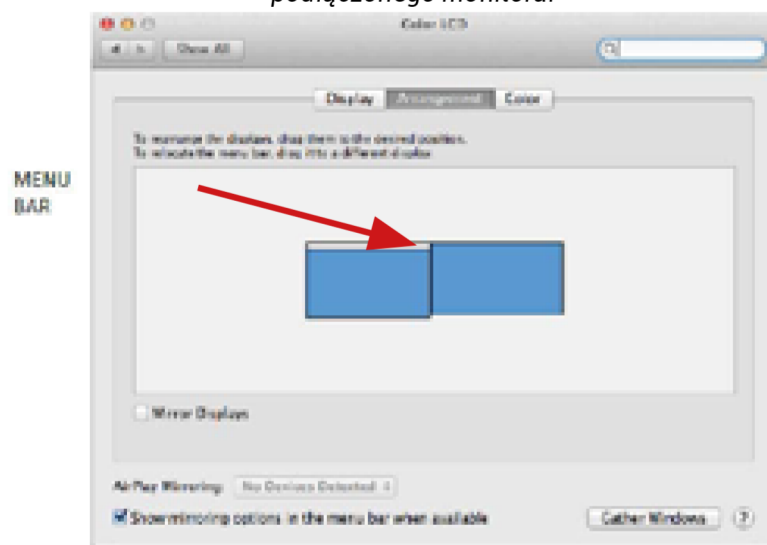 podłączonego monitora.
Color LCD
Show All
Display Arrangement Color
To rearrange the displays, drag them to the desired position.
To relocate the menu bar, drag it to a different display.
MENU
BAR
Mirror Displays
AirPlay Mirroring: No Devices Detected
Show mirroring options in the menu bar when available
Gather Windows ?